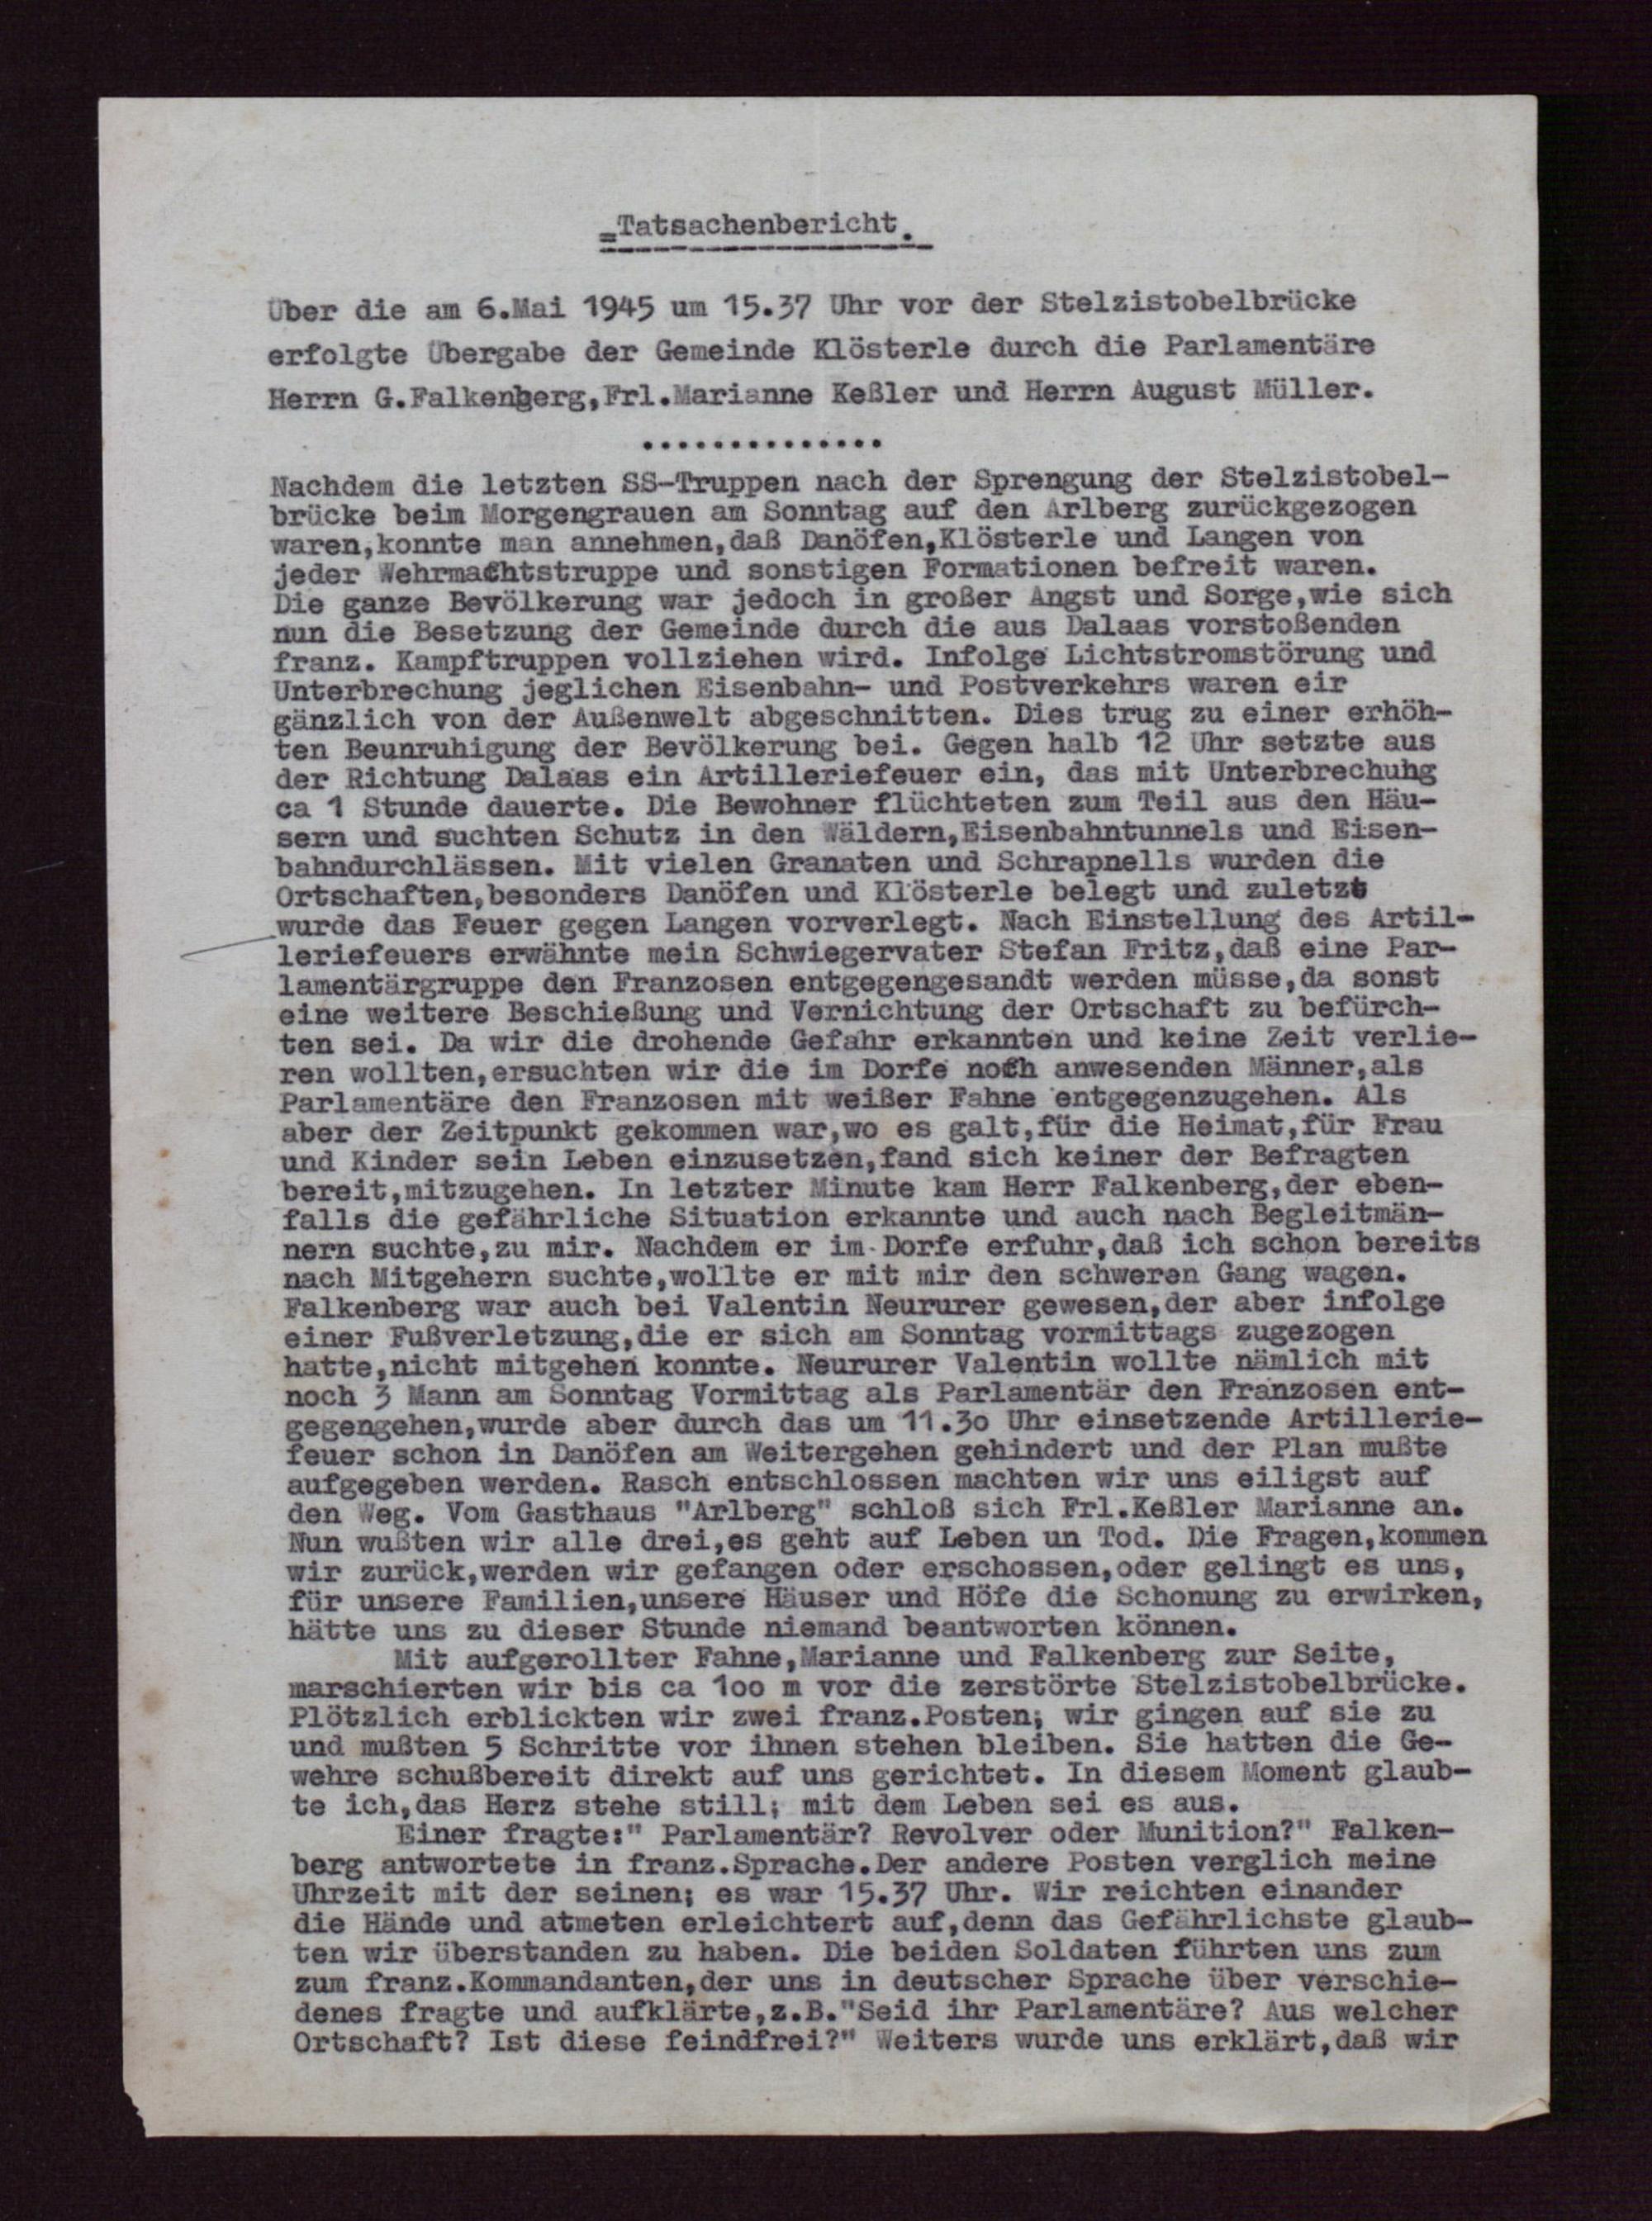 Tatsachenbericht.
Über die am 6.Mai 1945 um 15.37 Uhr vor der Stelzistobelbrücke
erfolgte Übergabe der Gemeinde Klösterle durch die Parlamentäre
Herrn G.Falkenberg,Frl.Marianne Keßler und Herrn August Müller.
..............
Nachdem die letzten SS-Truppen nach der Sprengung der Stelzistobel-
brücke beim Morgengrauen am Sonntag auf den Arlberg zurückgezogen
waren,konnte man annehmen,daß Danöfen,Klösterle und Langen von
jeder Wehrmachtstruppe und sonstigen Formationen befreit waren.
Die ganze Bevölkerung war jedoch in großer Angst und Sorge,wie sich
nun die Besetzung der Gemeinde durch die aus Dalaas vorstoßenden
franz. Kampftruppen vollziehen wird. Infolge Lichtstromstörung und
Unterbrechung jeglichen Eisenbahn- und Postverkehrs waren eir
gänzlich von der Außenwelt abgeschnitten. Dies trug zu einer erhöh-
ten Beunruhigung der Bevölkerung bei. Gegen halb 12 Uhr setzte aus
der Richtung Dalaas ein Artilleriefeuer ein, das mit Unterbrechuhg
ca 1 Stunde dauerte. Die Bewohner flüchteten zum Teil aus den Häu-
sern und suchten Schutz in den Wäldern,Eisenbahntunnels und Eisen-
bahndurchlässen. Mit vielen Granaten und Schrapnells wurden die
Ortschaften,besonders Danöfen und Klösterle belegt und zuletzt
wurde das Feuer gegen Langen vorverlegt. Nach Einstellung des Artil-
leriefeuers erwähnte mein Schwiegervater Stefan Fritz,daß eine Par-
lamentärgruppe den Franzosen entgegengesandt werden müsse,da sonst
eine weitere Beschießung und Vernichtung der Ortschaft zu befürch-
ten sei. Da wir die drohende Gefahr erkannten und keine Zeit verlie-
ren wollten,ersuchten wir die im Dorfe noch anwesenden Männer,als
Parlamentäre den Franzosen mit weißer Fahne entgegenzugehen. Als
aber der Zeitpunkt gekommen war,wo es galt,für die Heimat,für Frau
und Kinder sein Leben einzusetzen,fand sich keiner der Befragten
bereit,mitzugehen. In letzter Minute kam Herr Falkenberg,der eben-
falls die gefährliche Situation erkannte und auch nach Begleitmän-
nern suchte,zu mir. Nachdem er im Dorfe erfuhr,daß ich schon bereits
nach Mitgehern suchte,wollte er mit mir den schweren Gang wagen.
Falkenberg war auch bei Valentin Neururer gewesen,der aber infolge
einer Fußverletzung,die er sich am Sonntag vormittags zugezogen
hatte,nicht mitgehen konnte. Neururer Valentin wollte nämlich mit
noch 3 Mann am Sonntag Vormittag als Parlamentär den Franzosen ent-
gegengehen,wurde aber durch das um 11.3o Uhr einsetzende Artillerie-
feuer schon in Danöfen am Weitergehen gehindert und der Plan mußte
aufgegeben werden. Rasch entschlossen machten wir uns eiligst auf
den Weg. Vom Gasthaus "Arlberg" schloß sich Frl.Keßler Marianne an.
Nun wußten wir alle drei,es geht auf Leben un Tod. Die Fragen,kommen
wir zurück,werden wir gefangen oder erschossen,oder gelingt es uns,
für unsere Familien,unsere Häuser und Höfe die Schonung zu erwirken,
hätte uns zu dieser Stunde niemand beantworten können.
Mit aufgerollter Fahne,Marianne und Falkenberg zur Seite,
marschierten wir bis ca 1oo m vor die zerstörte Stelzistobelbrücke.
Plötzlich erblickten wir zwei franz.Posten; wir gingen auf sie zu
und mußten 5 Schritte vor ihnen stehen bleiben. Sie hatten die Ge-
wehre schußbereit direkt auf uns gerichtet. In diesem Moment glaub-
te ich,das Herz stehe still; mit dem Leben sei es aus.
Einer fragte:" Parlamentär? Revolver oder Munition?" Falken-
berg antwortete in franz.Sprache.Der andere Posten verglich meine
Uhrzeit mit der seinen; es war 15.37 Uhr. Wir reichten einander
die Hände und atmeten erleichtert auf,denn das Gefährlichste glaub-
ten wir überstanden zu haben. Die beiden Soldaten führten uns zum
zum franz.Kommandanten,der uns in deutscher Sprache über verschie-
denes fragte und aufklärte,z.B."Seid ihr Parlamentäre? Aus welcher
Ortschaft? Ist diese feindfrei?" Weiters wurde uns erklärt,daß wir